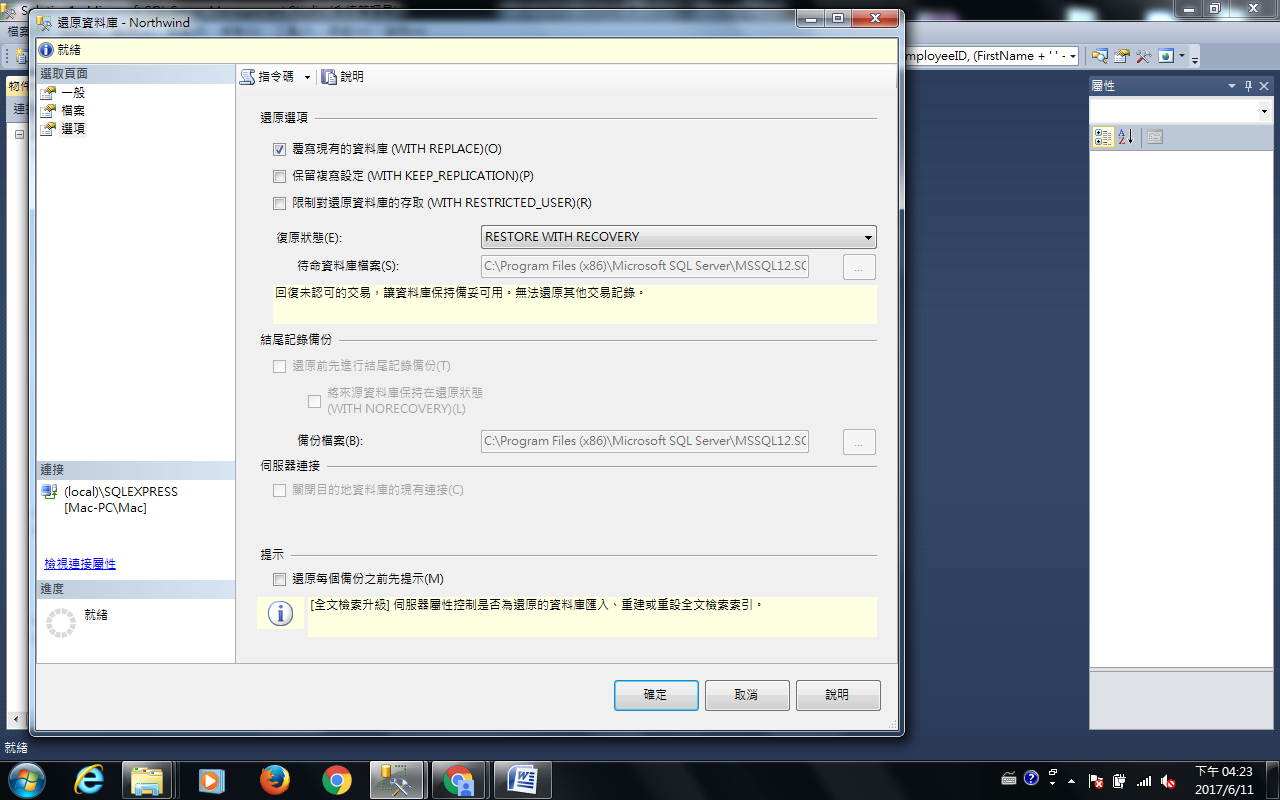 還原資料庫 - Northwind
就緒
選取頁面
一般
檔案
選項
指令碼
說明
mployeeID, (FirstName + ' ' -
屬性
還原選項
覆寫現有的資料庫 (WITH REPLACE)(O)
保留複寫設定 (WITH KEEP_REPLICATION)(P)
限制對還原資料庫的存取 (WITH RESTRICTED_USER)(R)
復原狀態(E):
RESTORE WITH RECOVERY
待命資料庫檔案(S):
C:\Program Files (x86)\Microsoft SQL Server\MSSQL12.SQ
...
回復未認可的交易，讓資料庫保持備妥可用。無法還原其他交易記錄。
結尾記錄備份
還原前先進行結尾記錄備份(T)
將來源資料庫保持在還原狀態
(WITH NORECOVERY)(L)
備份檔案(B):
C:\Program Files (x86)\Microsoft SQL Server\MSSQL12.SQ
...
伺服器連接
關閉目的地資料庫的現有連接(C)
提示
還原每個備份之前先提示(M)
[全文檢索升級] 伺服器屬性控制是否為還原的資料庫匯入、重建或重設全文檢索索引。
連接
(local)\SQLEXPRESS
[Mac-PC\Mac]
檢視連接屬性
進度
就緒
確定
取消
說明
就緒
下午 04:23
2017/6/11